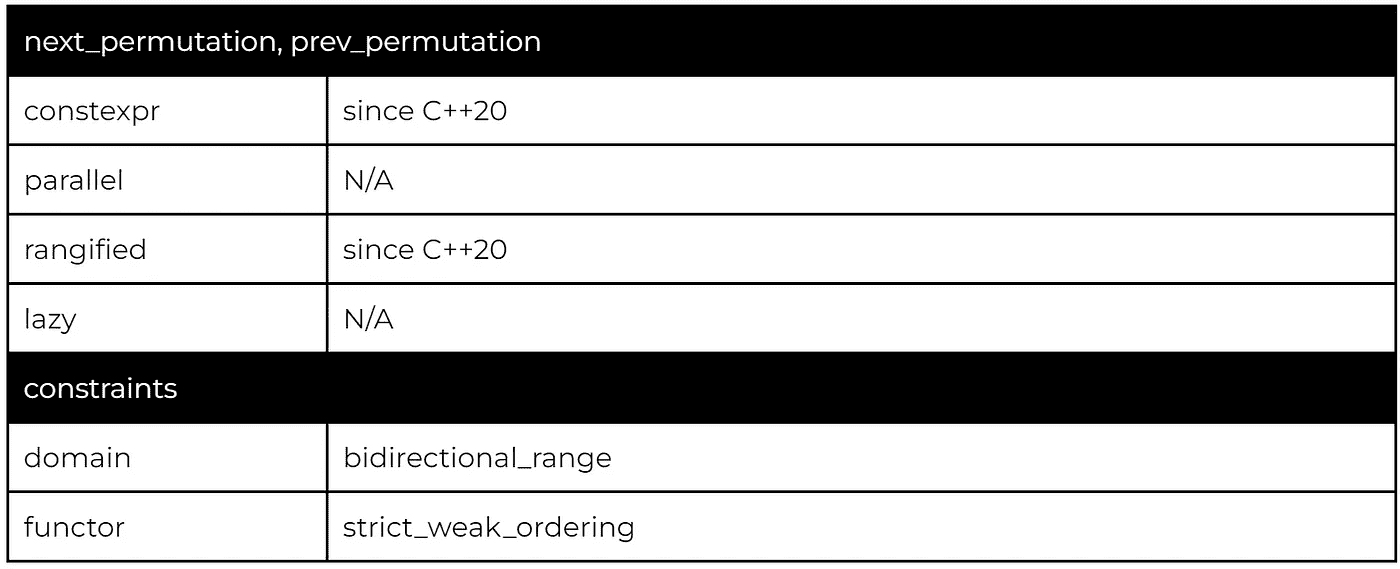 next_permutation, prev_permutation
constexpr since C++20
parallel N/A
rangified since C++20
lazy N/A
constraints
domain bidirectional_range
functor strict_weak_ordering